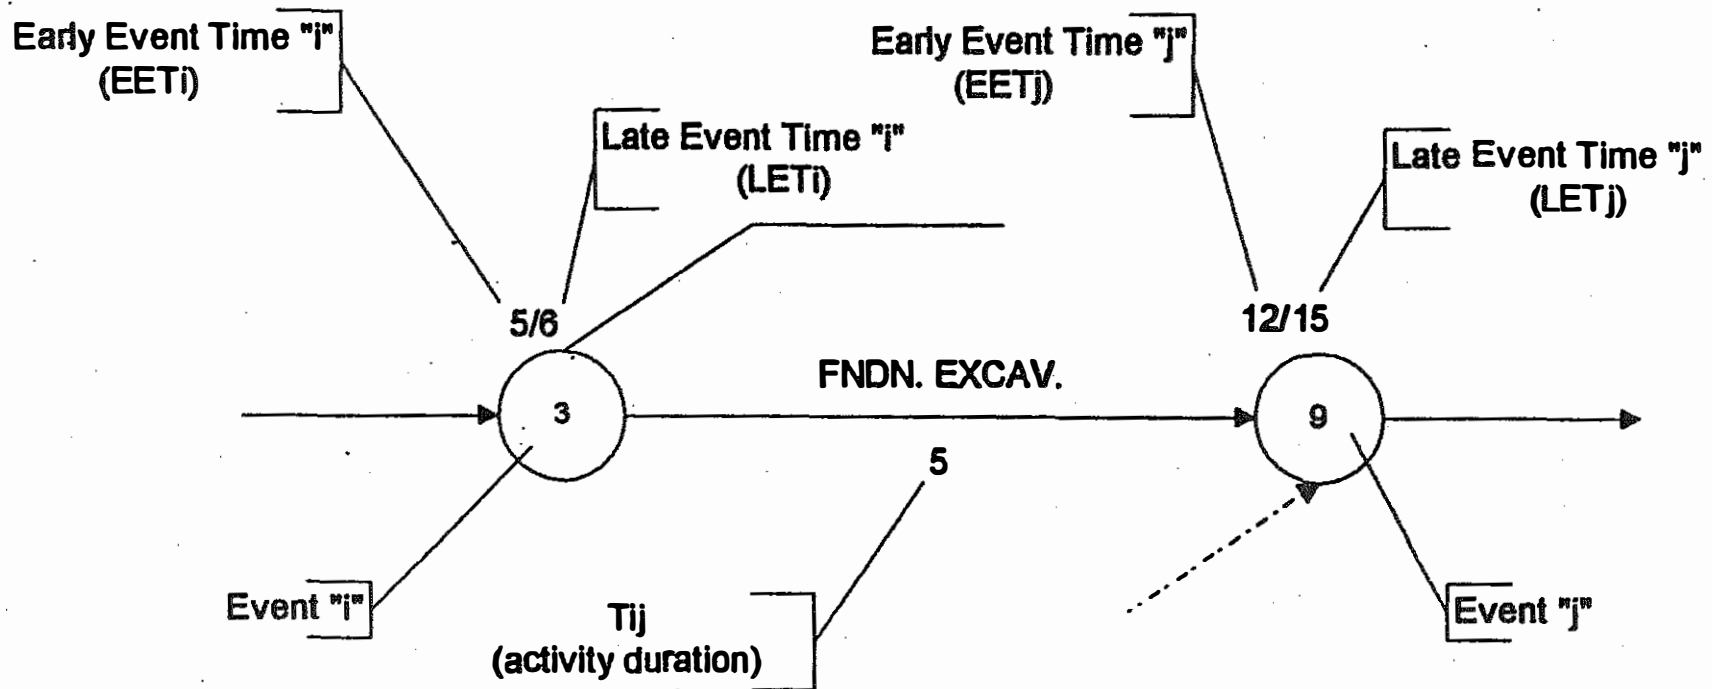 Early Event Time "i"
(EETi)
Early Event Time "j"
(EETj)
Late Event Time "i"
(LETi)
Late Event Time "j"
(LETj)
5/6
12/15
FNDN. EXCAV.
3
9
5
Event "i"
Tij
(activity duration)
Event "j"